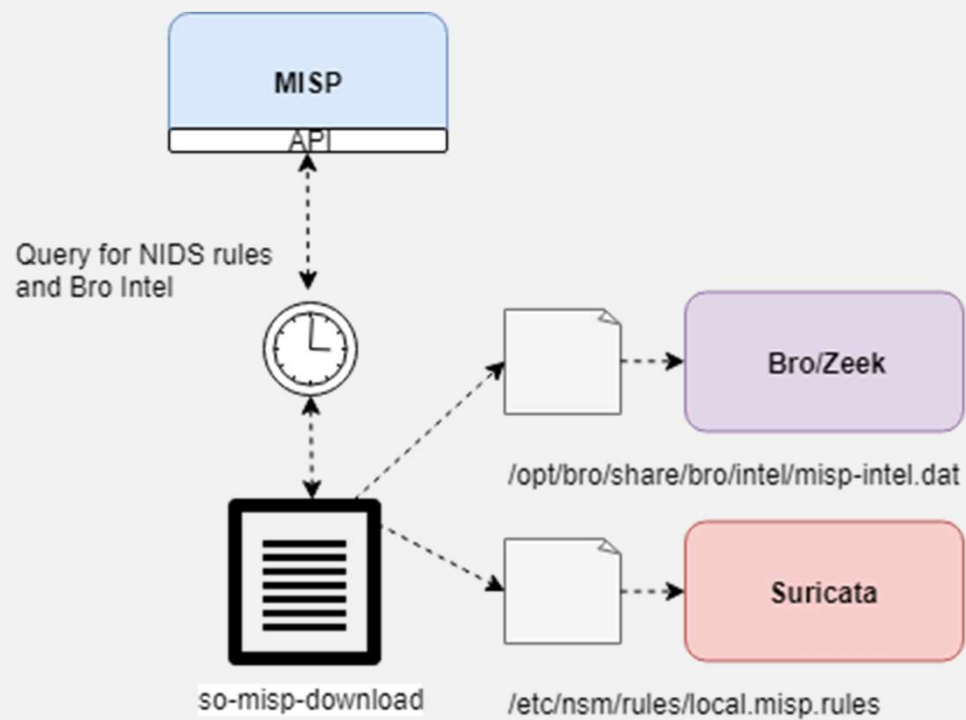 MISP
API
Query for NIDS rules
and Bro Intel
Bro/Zeek
/opt/bro/share/bro/intel/misp-intel.dat
Suricata
so-misp-download
/etc/nsm/rules/local.misp.rules